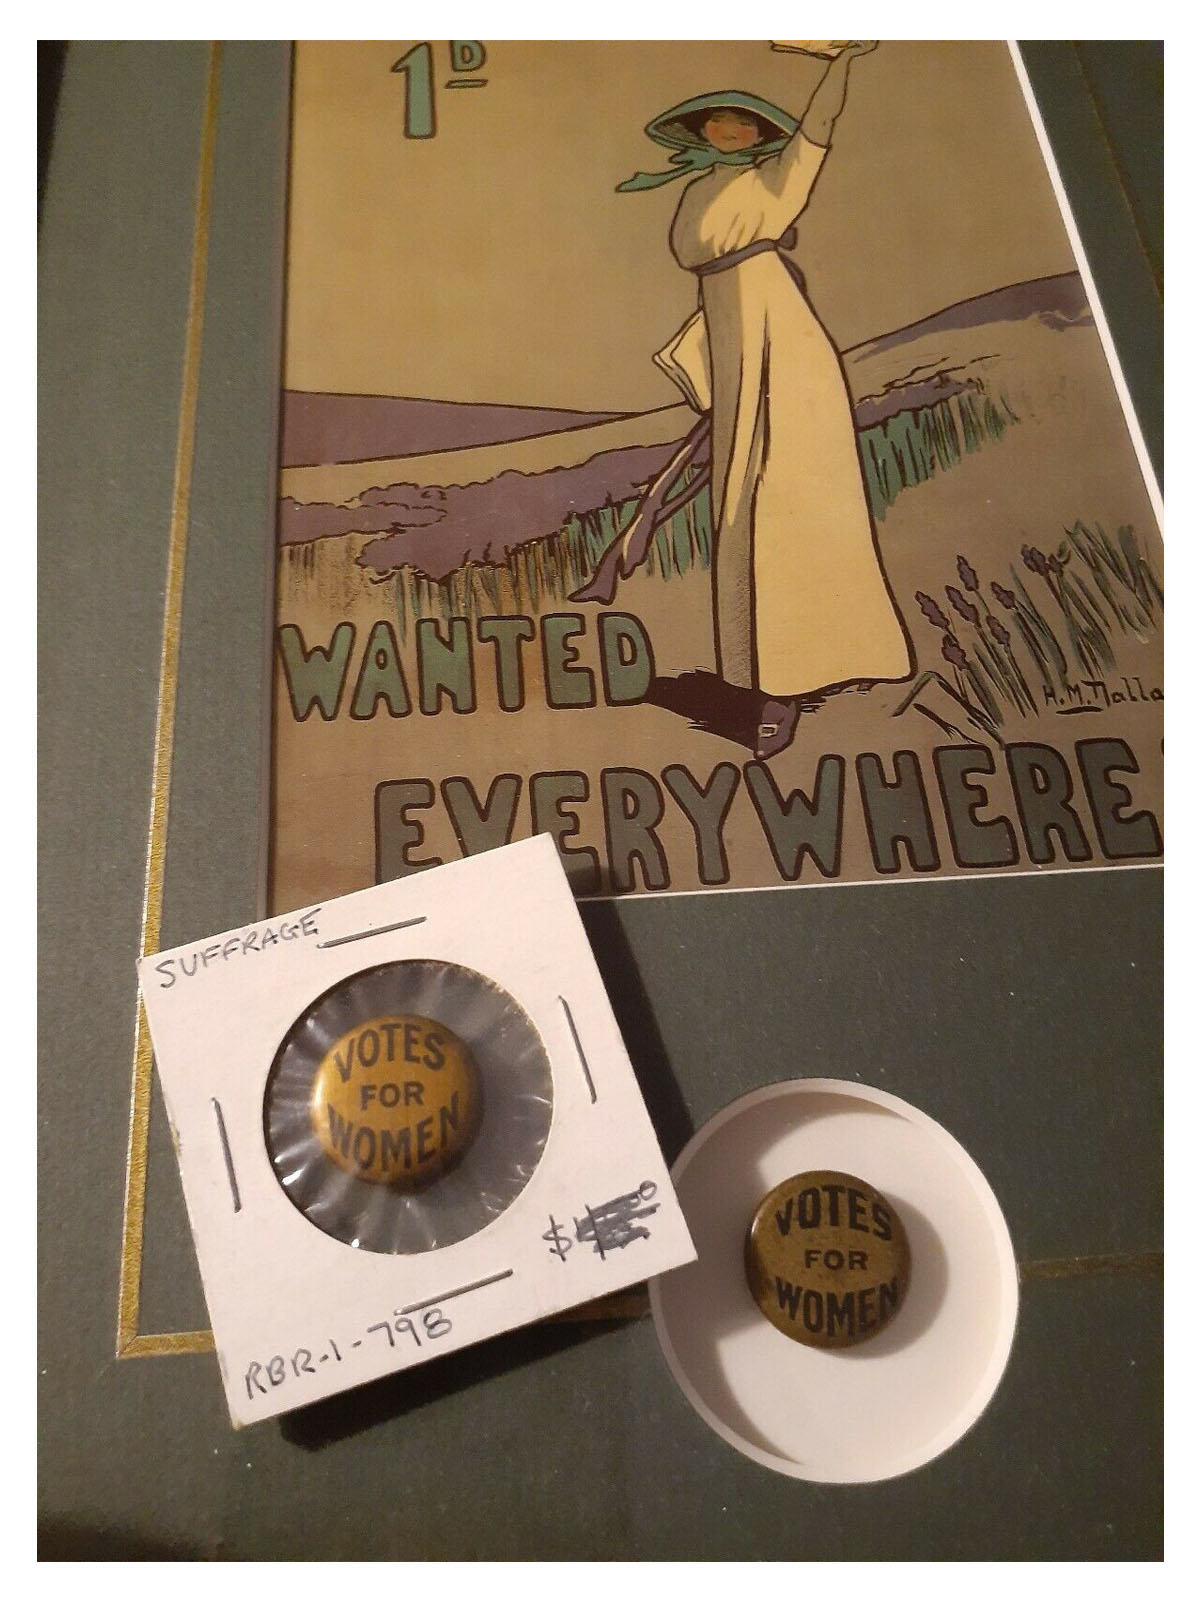 1D
WANTED
H.M.Dalla
EVERYWHERE
SUFFRAGE
VOTES
FOR
WOMEN
RBR-1-798
VOTES
FOR
WOMEN